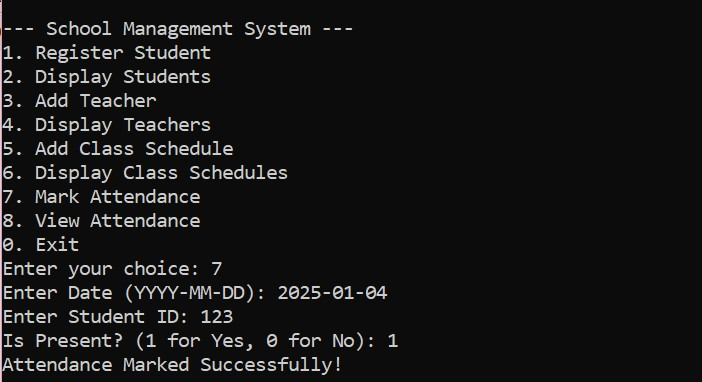 --- School Management System ---
1. Register Student
2. Display Students
3. Add Teacher
4. Display Teachers
5. Add Class Schedule
6. Display Class Schedules
7. Mark Attendance
8. View Attendance
0. Exit
Enter your choice: 7
Enter Date (YYYY-MM-DD): 2025-01-04
Enter Student ID: 123
Is Present? (1 for Yes, 0 for No): 1
Attendance Marked Successfully!